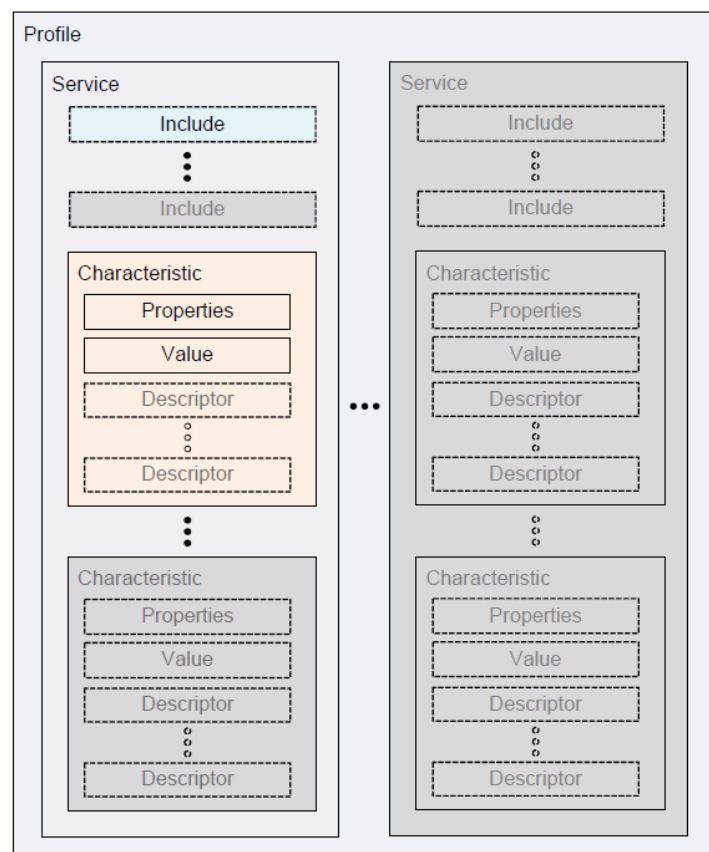 Profile
Service
Include
Include
Characteristic
Properties
Value
Descriptor
Descriptor
Characteristic
Properties
Value
Descriptor
Descriptor
Service
Include
Include
Characteristic
Properties
Value
Descriptor
Descriptor
Characteristic
Properties
Value
Descriptor
Descriptor